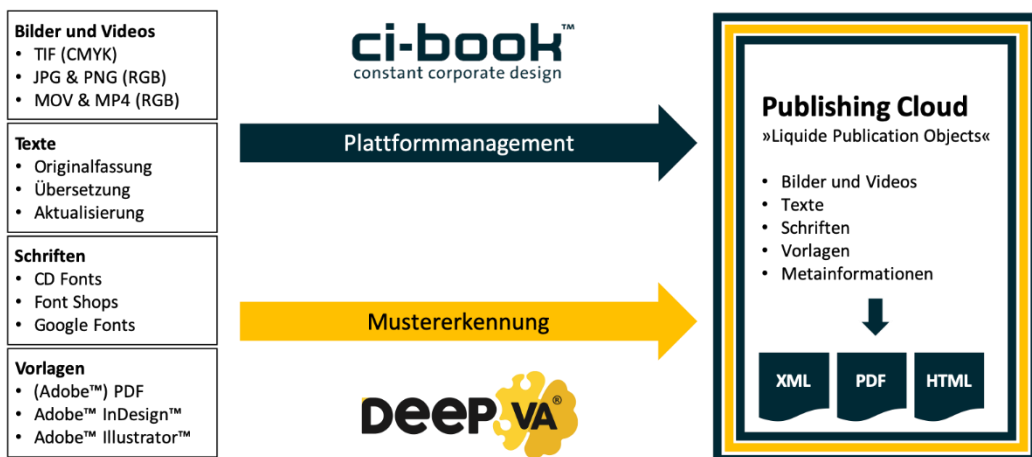 Bilder und Videos
• TIF (CMYK)
• JPG & PNG (RGB)
• MOV & MP4 (RGB)
Texte
• Originalfassung
• Übersetzung
• Aktualisierung
Schriften
• CD Fonts
• Font Shops
• Google Fonts
Vorlagen
• (Adobe™) PDF
• Adobe™ InDesign™
• Adobe™ Illustrator™
ci-book™
constant corporate design
Plattformmanagement
Mustererkennung
DeepVA®
Publishing Cloud
»Liquide Publication Objects«
• Bilder und Videos
• Texte
• Schriften
• Vorlagen
• Metainformationen
XML PDF HTML